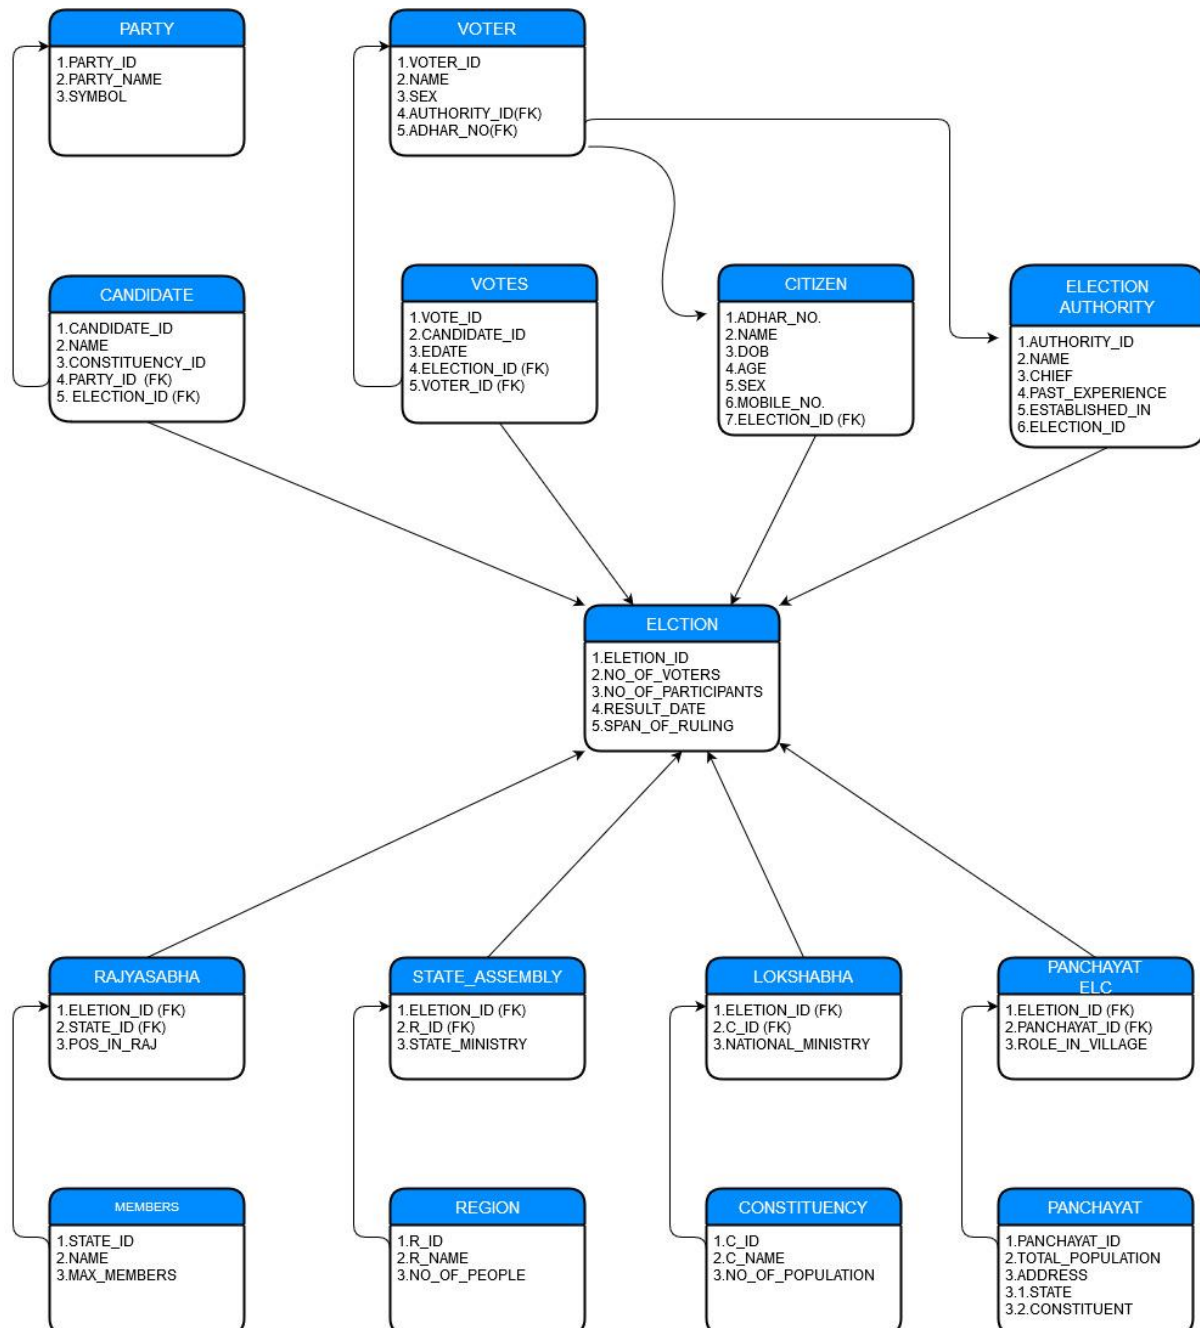 PARTY
1.PARTY_ID
2.PARTY_NAME
3.SYMBOL
VOTER
1.VOTER_ID
2.NAME
3.SEX
4.AUTHORITY_ID(FK)
5.ADHAR_NO(FK)
CANDIDATE
1.CANDIDATE_ID
2.NAME
3.CONSTITUENCY_ID
4.PARTY_ID (FK)
5. ELECTION_ID (FK)
VOTES
1.VOTE_ID
2.CANDIDATE_ID
3.EDATE
4.ELECTION_ID (FK)
5.VOTER_ID (FK)
CITIZEN
1.ADHAR_NO.
2.NAME
3.DOB
4.AGE
5.SEX
6.MOBILE_NO.
7.ELECTION_ID (FK)
ELECTION
AUTHORITY
1.AUTHORITY_ID
2.NAME
3.CHIEF
4.PAST_EXPERIENCE
5.ESTABLISHED_IN
6.ELECTION_ID
ELCTION
1.ELETION_ID
2.NO_OF_VOTERS
3.NO_OF_PARTICIPANTS
4.RESULT_DATE
5.SPAN_OF_RULING
RAJYASABHA
1.ELETION_ID (FK)
2.STATE_ID (FK)
3.POS_IN_RAJ
STATE_ASSEMBLY
1.ELETION_ID (FK)
2.R_ID (FK)
3.STATE_MINISTRY
LOKSHABHA
1.ELETION_ID (FK)
2.C_ID (FK)
3.NATIONAL_MINISTRY
PANCHAYAT
ELC
1.ELETION_ID (FK)
2.PANCHAYAT_ID (FK)
3.ROLE_IN_VILLAGE
MEMBERS
1.STATE_ID
2.NAME
3.MAX_MEMBERS
REGION
1.R_ID
2.R_NAME
3.NO_OF_PEOPLE
CONSTITUENCY
1.C_ID
2.C_NAME
3.NO_OF_POPULATION
PANCHAYAT
1.PANCHAYAT_ID
2.TOTAL_POPULATION
3.ADDRESS
3.1.STATE
3.2.CONSTITUENT